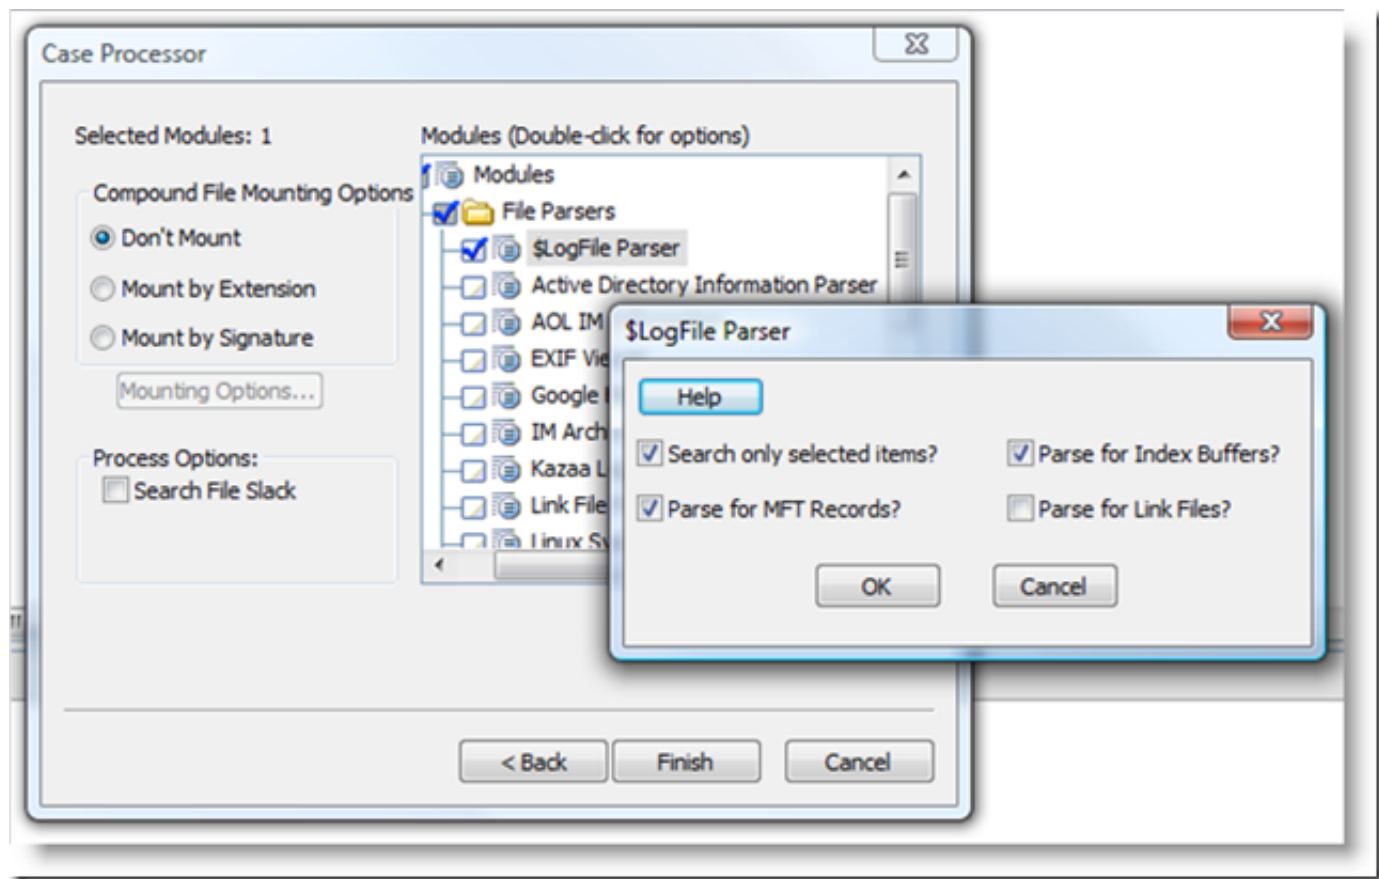 Case Processor
Selected Modules: 1
Modules (Double-click for options)
Compound File Mounting Options
Don't Mount
Mount by Extension
Mount by Signature
Mounting Options...
Process Options:
Search File Slack
Modules
File Parsers
$LogFile Parser
Active Directory Information Parser
AOL IM
EXIF Vie
Google
IM Arch
Kazaa L
Link File
Linux Sy
$LogFile Parser
Help
Search only selected items?
Parse for Index Buffers?
Parse for MFT Records?
Parse for Link Files?
OK
Cancel
< Back
Finish
Cancel